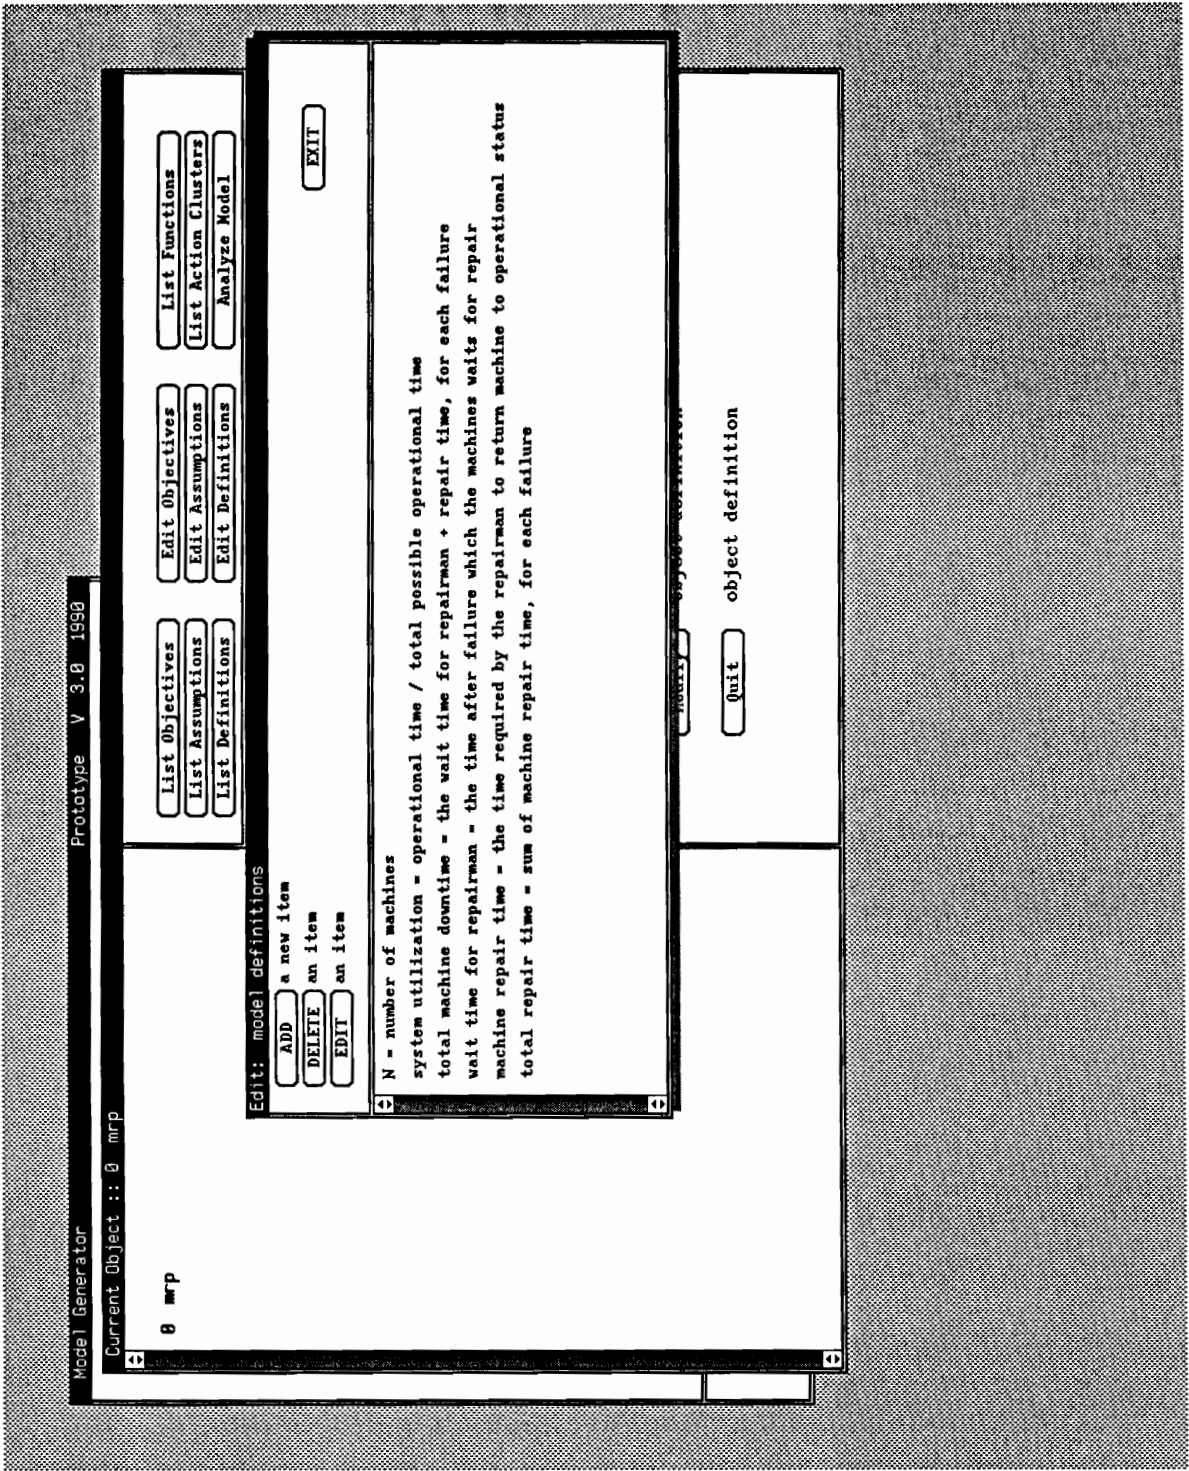 Model Generator Prototype V 3.0 1990
Current Object :: 0 mrp
0 mrp
List Objectives Edit Objectives List Functions
List Assumptions Edit Assumptions List Action Clusters
List Definitions Edit Definitions Analyze Model
Edit: model definitions
ADD a new item
DELETE an item EXIT
EDIT an item
N = number of machines
system utilization = operational time / total possible operational time
total machine downtime = the wait time for repairman + repair time, for each failure
wait time for repairman = the time after failure which the machines waits for repair
machine repair time = the time required by the repairman to return machine to operational status
total repair time = sum of machine repair time, for each failure
Modify object definition
Quit object definition